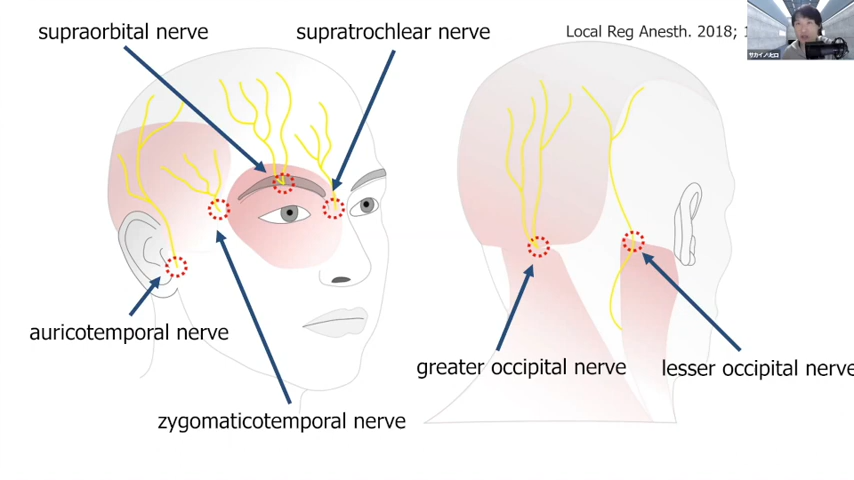 supraorbital nerve
supratrochlear nerve
Local Reg Anesth. 2018;
auricotemporal nerve
zygomaticotemporal nerve
greater occipital nerve
lesser occipital nerve